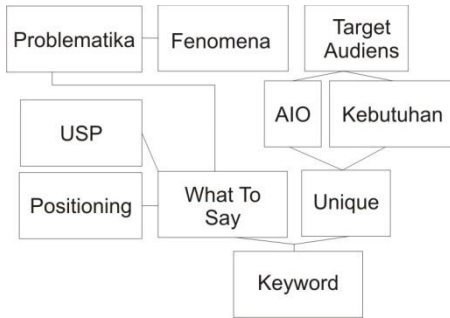 Problematika
Fenomena
Target
Audiens
AIO
Kebutuhan
USP
Positioning
What To
Say
Unique
Keyword